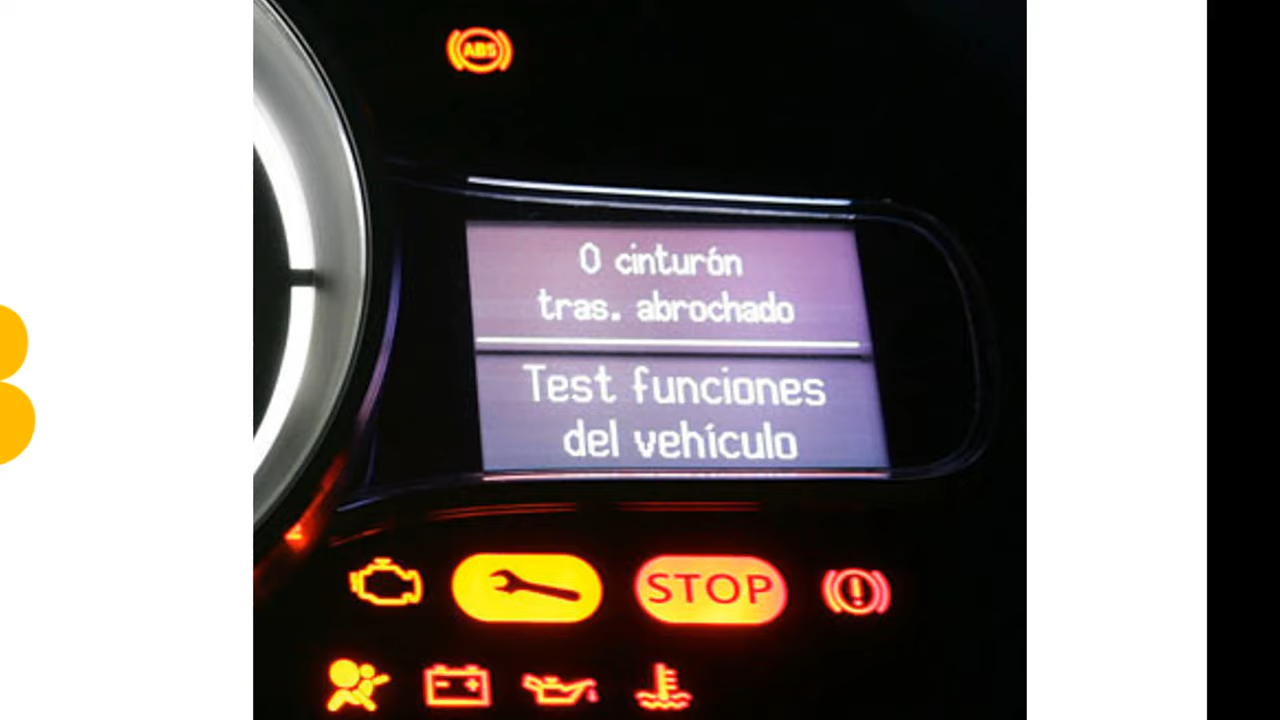 ABS
0 cinturón
tras. abrochado
Test funciones
del vehículo
STOP